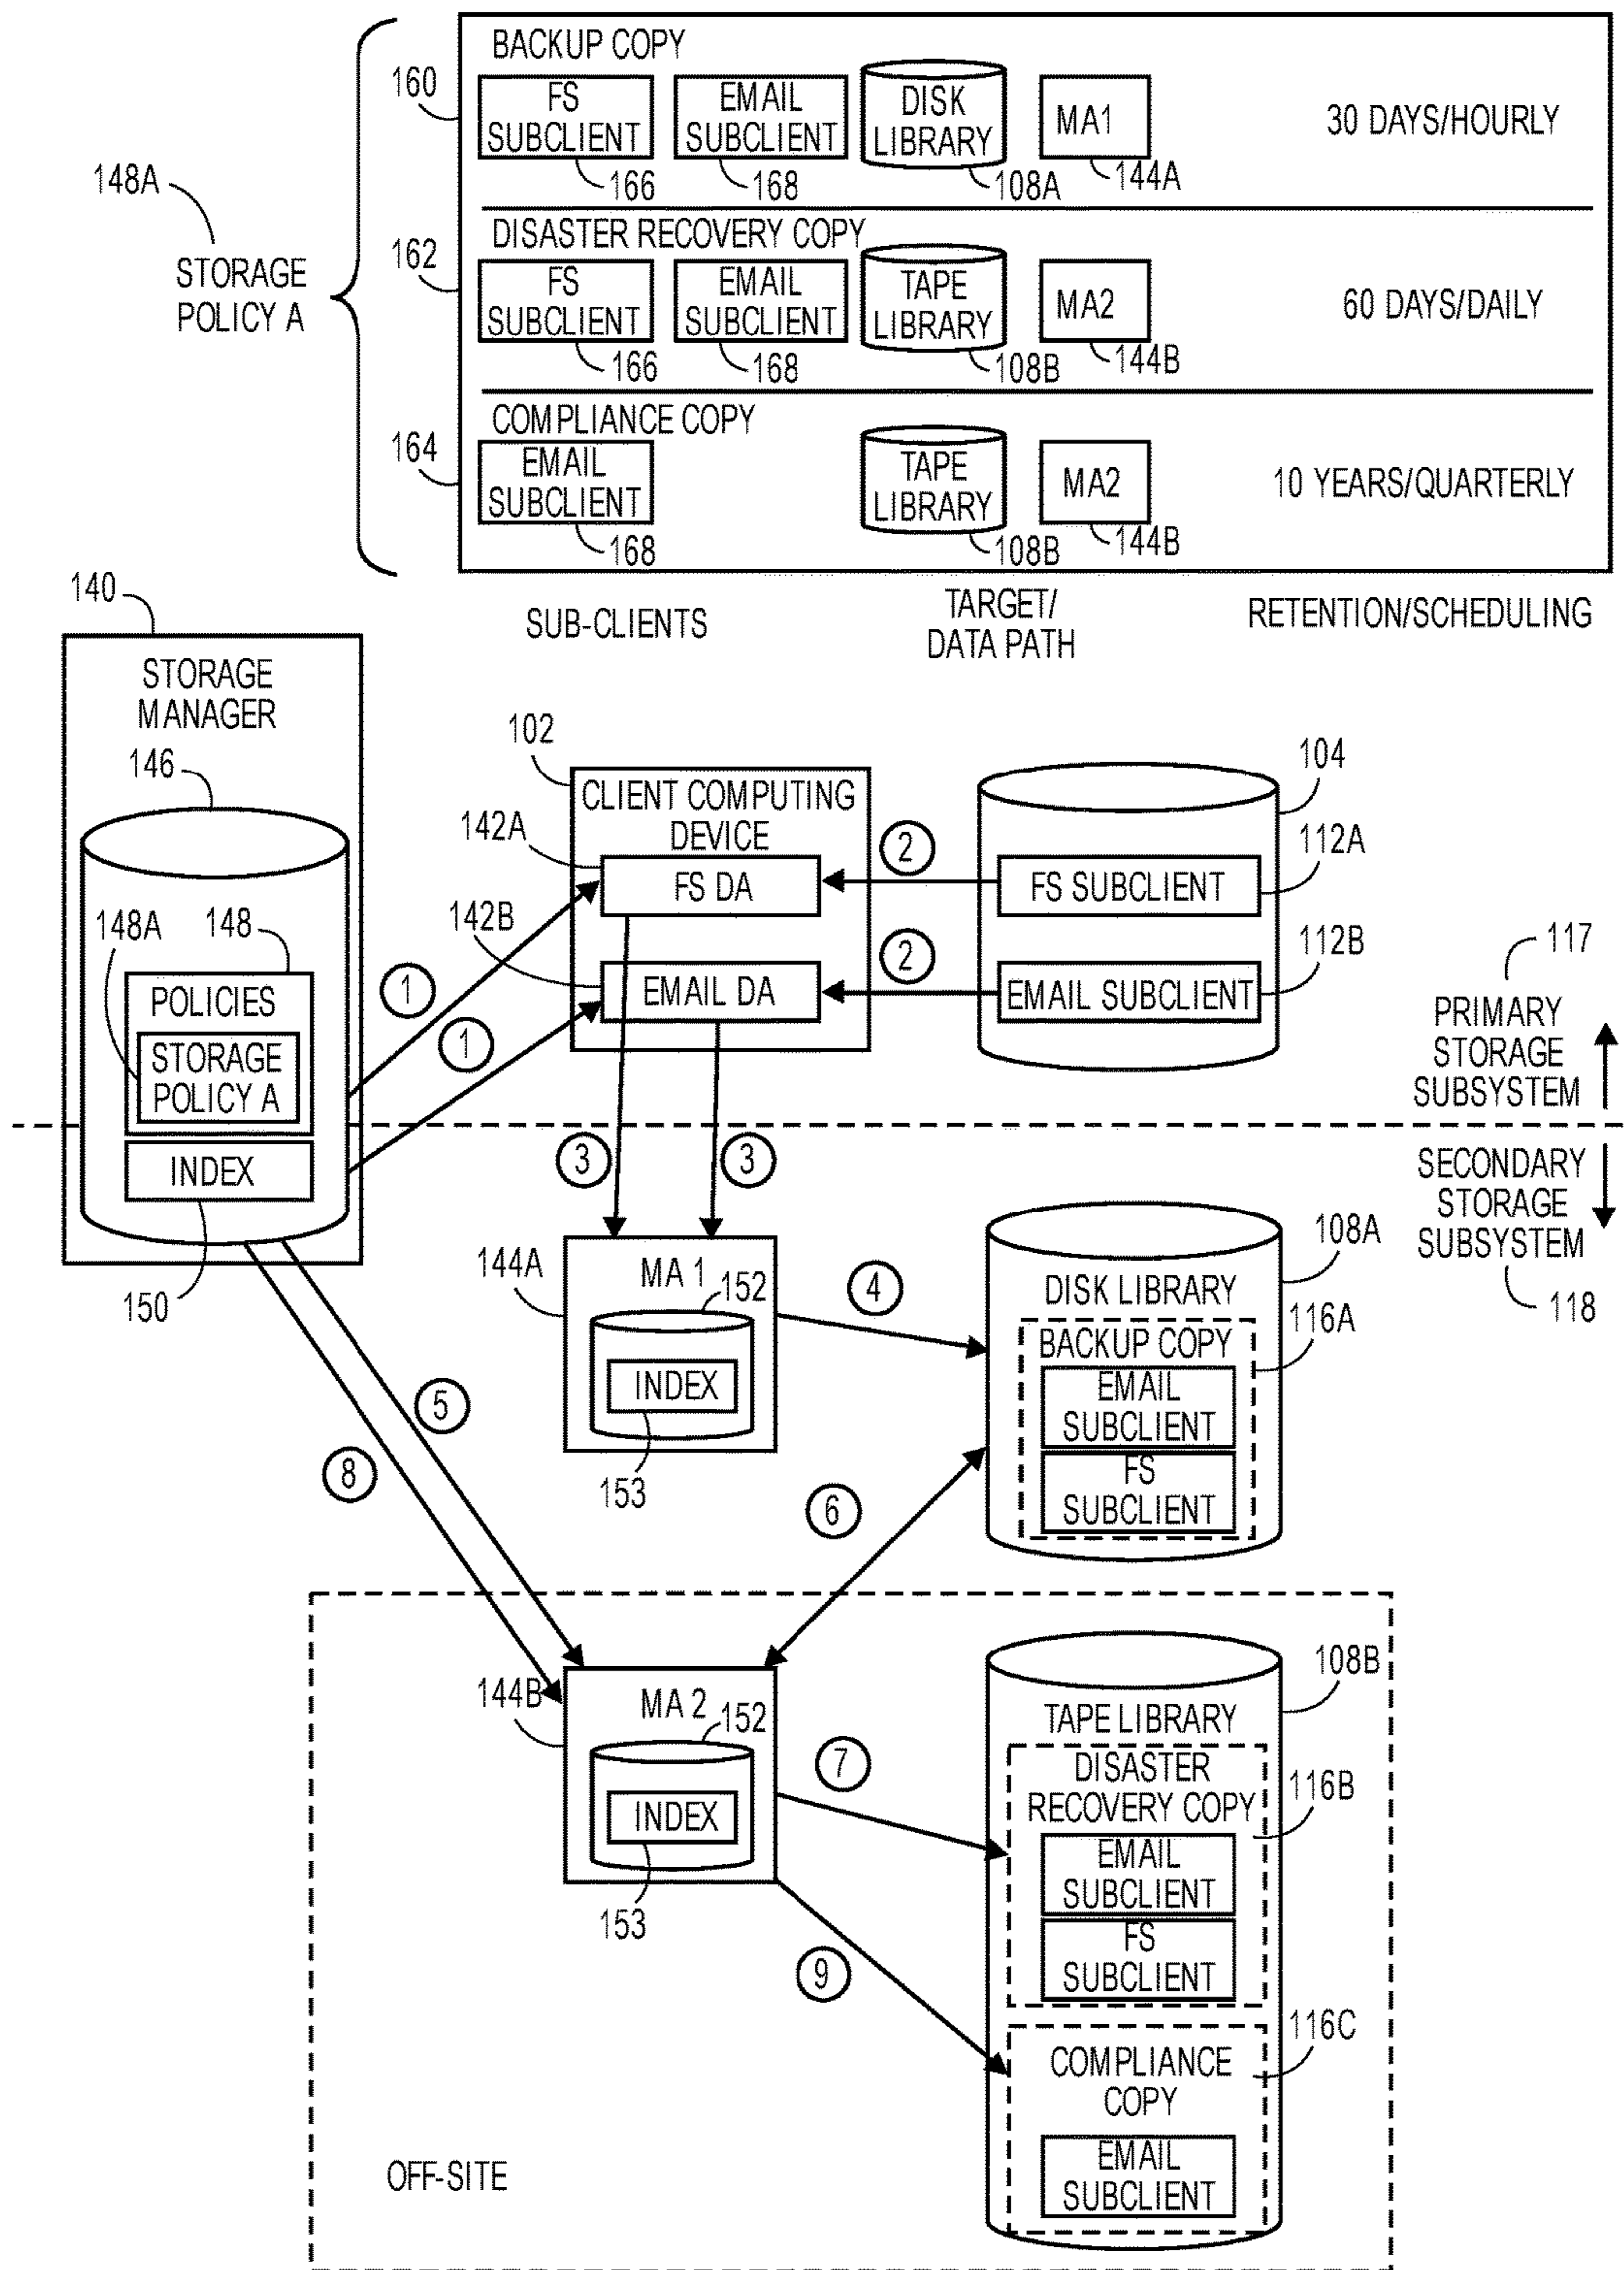 BACKUP COPY
160
FS
SUBCLIENT
166
EMAIL
SUBCLIENT
168
DISK
LIBRARY
108A
MA1
144A
30 DAYS/HOURLY
148A
STORAGE
POLICY A
DISASTER RECOVERY COPY
162
FS
SUBCLIENT
166
EMAIL
SUBCLIENT
168
TAPE
LIBRARY
108B
MA2
144B
60 DAYS/DAILY
COMPLIANCE COPY
164
EMAIL
SUBCLIENT
168
TAPE
LIBRARY
108B
MA2
144B
10 YEARS/QUARTERLY
SUB-CLIENTS
TARGET/
DATA PATH
RETENTION/SCHEDULING
140
STORAGE
MANAGER
146
148A
148
POLICIES
STORAGE
POLICY A
INDEX
150
102
CLIENT COMPUTING
DEVICE
142A
FS DA
142B
EMAIL DA
1
1
2
2
104
112A
FS SUBCLIENT
112B
EMAIL SUBCLIENT
117
PRIMARY
STORAGE
SUBSYSTEM
SECONDARY
STORAGE
SUBSYSTEM
118
3
3
144A
MA 1
152
INDEX
153
4
108A
DISK LIBRARY
116A
BACKUP COPY
EMAIL
SUBCLIENT
FS
SUBCLIENT
5
8
6
144B
MA 2
152
INDEX
153
7
9
108B
TAPE LIBRARY
DISASTER
RECOVERY COPY
116B
EMAIL
SUBCLIENT
FS
SUBCLIENT
116C
COMPLIANCE
COPY
EMAIL
SUBCLIENT
OFF-SITE